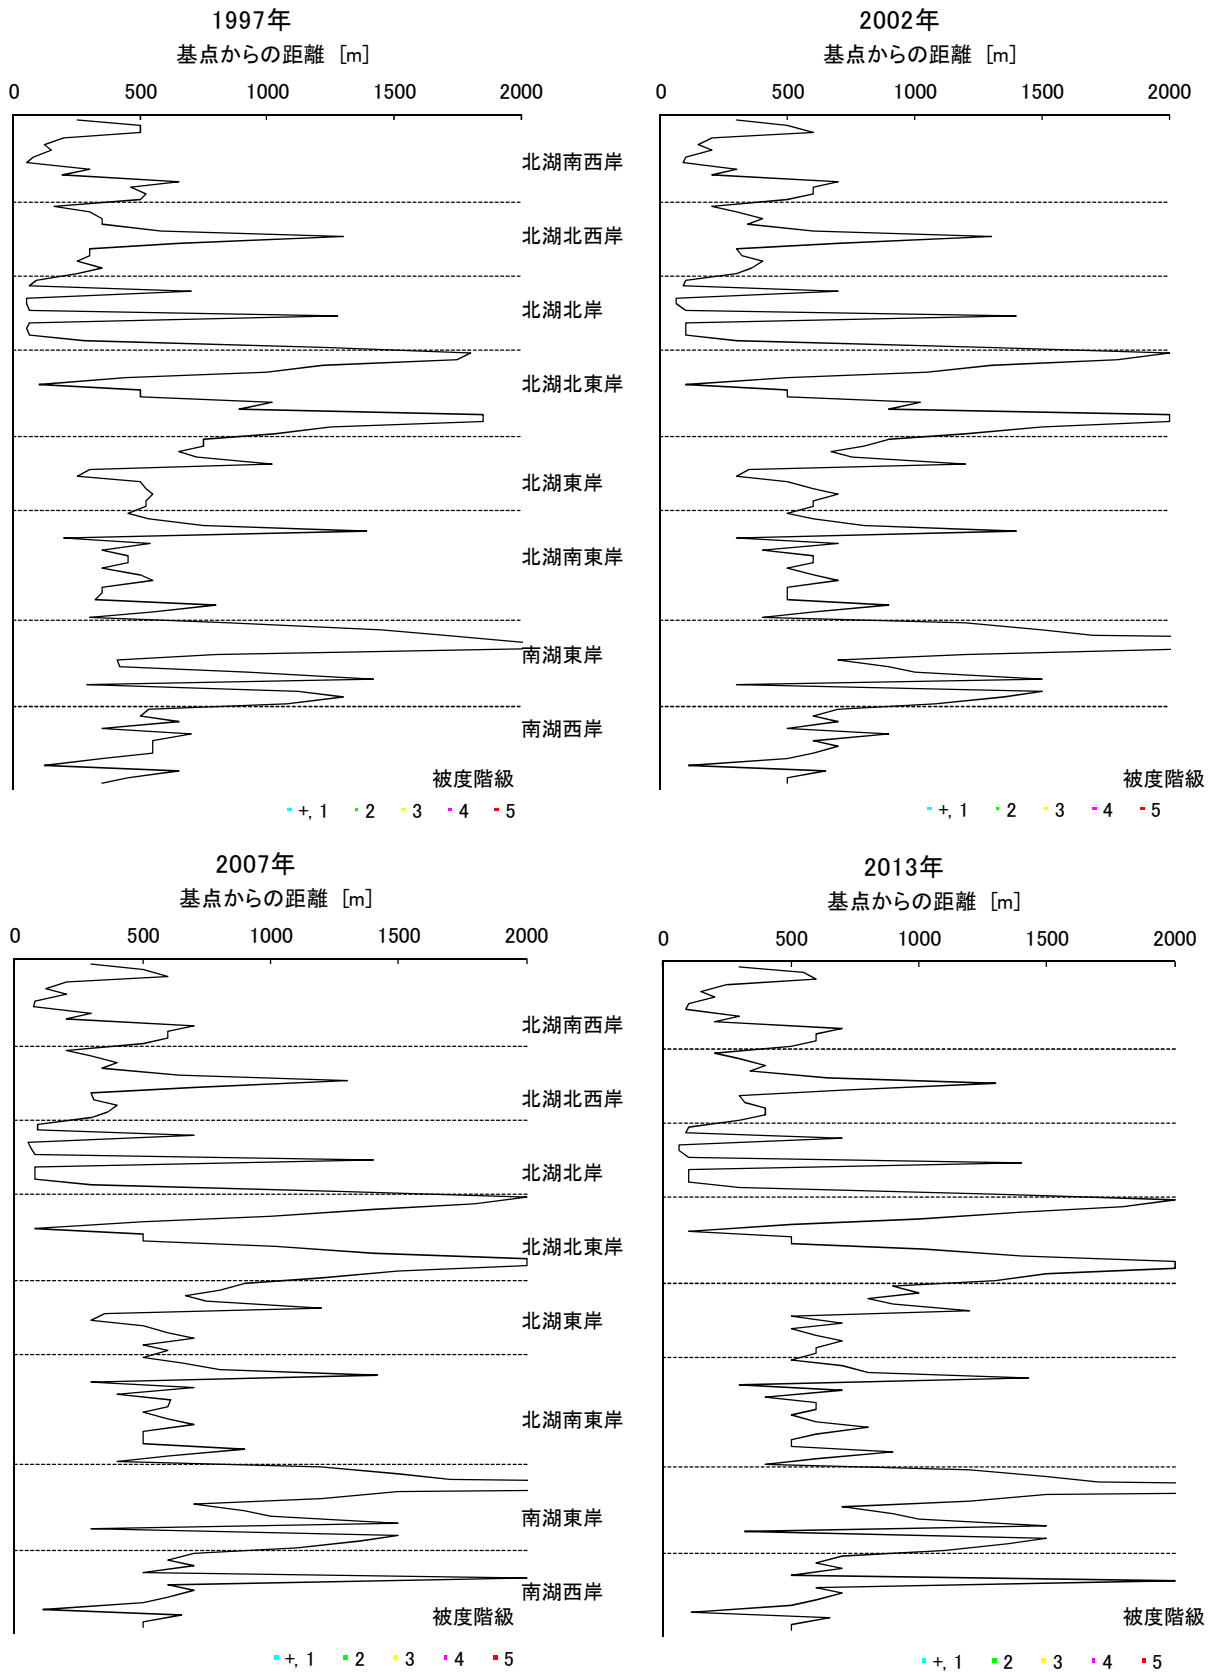 1997年
基点からの距離 [m]
0 500 1000 1500 2000
北湖南西岸
北湖北西岸
北湖北岸
北湖北東岸
北湖東岸
北湖南東岸
南湖東岸
南湖西岸
被度階級
+, 1 2 3 4 5
2002年
基点からの距離 [m]
0 500 1000 1500 2000
被度階級
+, 1 2 3 4 5
2007年
基点からの距離 [m]
0 500 1000 1500 2000
北湖南西岸
北湖北西岸
北湖北岸
北湖北東岸
北湖東岸
北湖南東岸
南湖東岸
南湖西岸
被度階級
+, 1 2 3 4 5
2013年
基点からの距離 [m]
0 500 1000 1500 2000
被度階級
+, 1 2 3 4 5